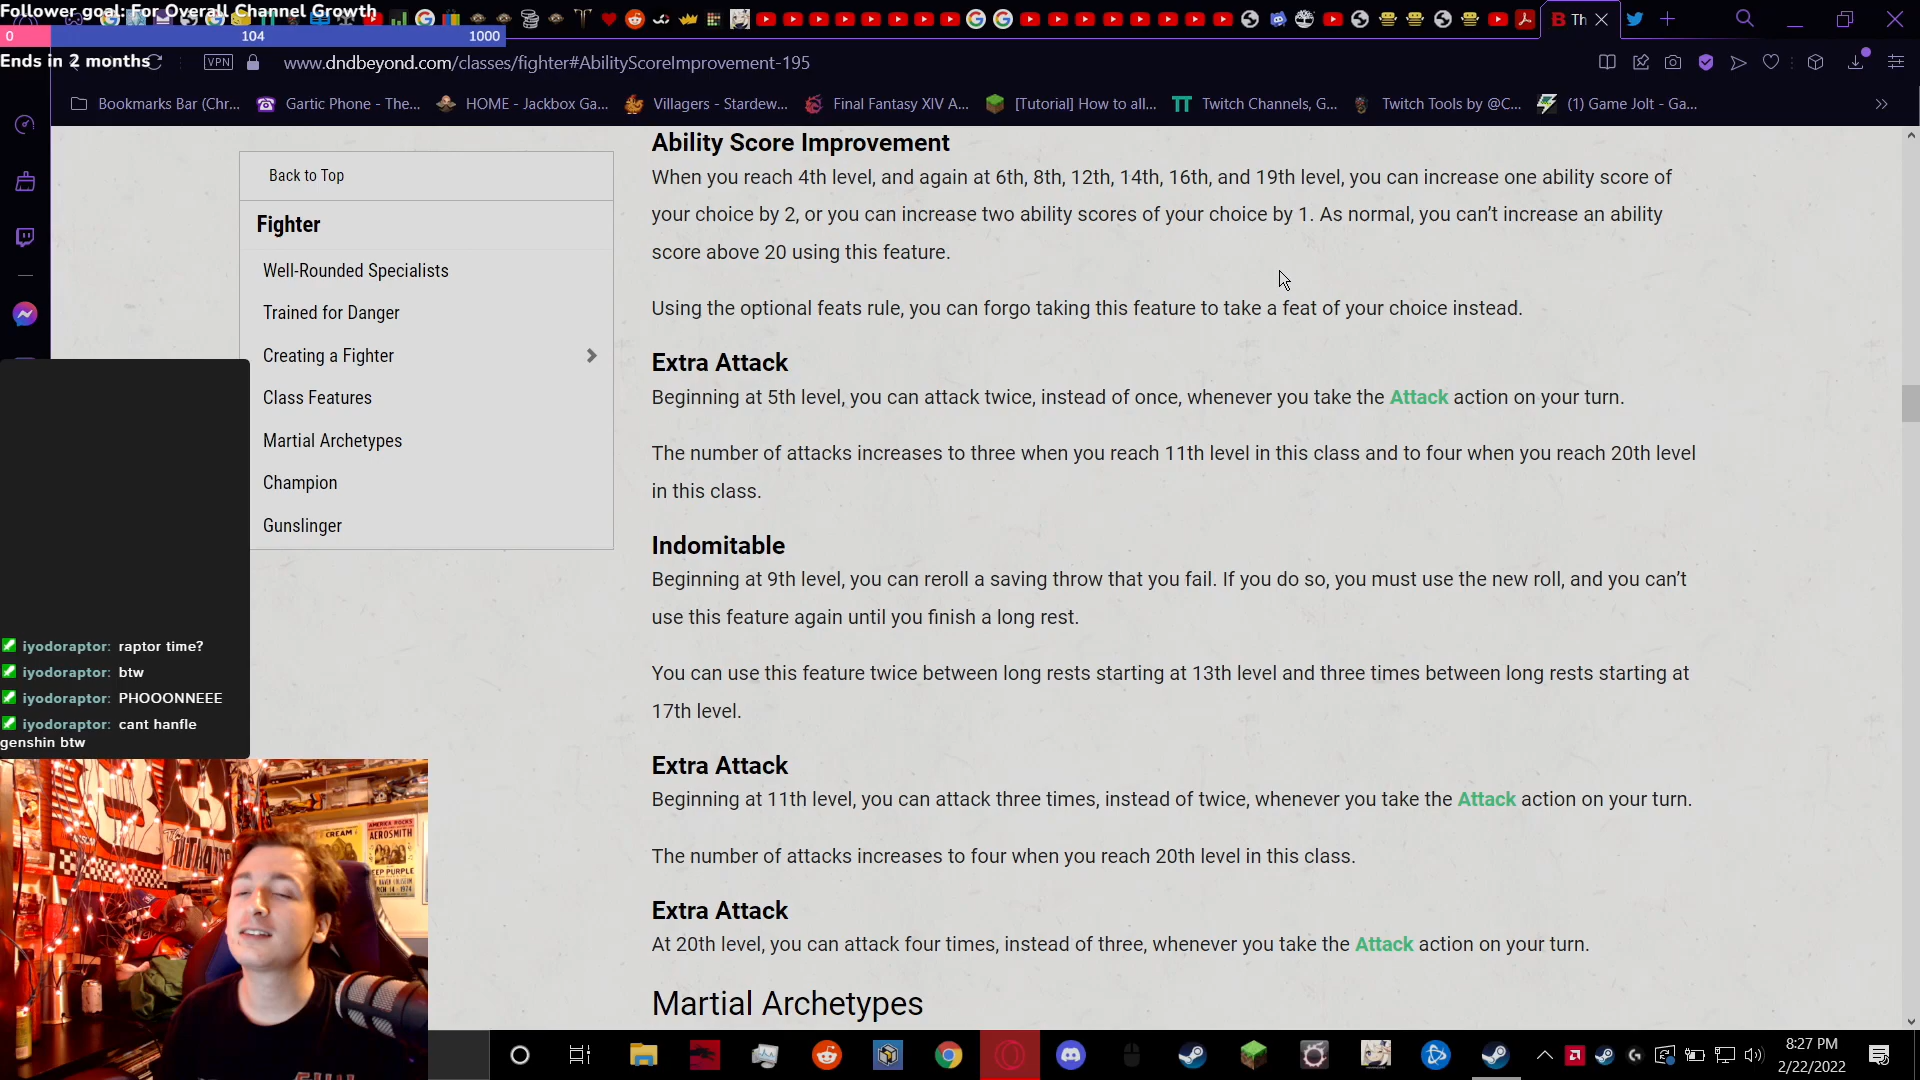 Follower goal: For Overall Channel Growth
0 104 1000
Ends in 2 months
Th
VPN www.dndbeyond.com/classes/fighter#AbilityScoreImprovement-195
Bookmarks Bar (Chr... Gartic Phone - The... HOME - Jackbox Ga... Villagers - Stardew... Final Fantasy XIV A... [Tutorial] How to all... Twitch Channels, G... Twitch Tools by @C... (1) Game Jolt - Ga...
Back to Top
Fighter
Well-Rounded Specialists
Trained for Danger
Creating a Fighter
Class Features
Martial Archetypes
Champion
Gunslinger
Ability Score Improvement
When you reach 4th level, and again at 6th, 8th, 12th, 14th, 16th, and 19th level, you can increase one ability score of
your choice by 2, or you can increase two ability scores of your choice by 1. As normal, you can’t increase an ability
score above 20 using this feature.
Using the optional feats rule, you can forgo taking this feature to take a feat of your choice instead.
Extra Attack
Beginning at 5th level, you can attack twice, instead of once, whenever you take the Attack action on your turn.
The number of attacks increases to three when you reach 11th level in this class and to four when you reach 20th level
in this class.
Indomitable
Beginning at 9th level, you can reroll a saving throw that you fail. If you do so, you must use the new roll, and you can’t
use this feature again until you finish a long rest.
You can use this feature twice between long rests starting at 13th level and three times between long rests starting at
17th level.
Extra Attack
Beginning at 11th level, you can attack three times, instead of twice, whenever you take the Attack action on your turn.
The number of attacks increases to four when you reach 20th level in this class.
Extra Attack
At 20th level, you can attack four times, instead of three, whenever you take the Attack action on your turn.
Martial Archetypes
iyodoraptor: raptor time?
iyodoraptor: btw
iyodoraptor: PHOOONNEEE
iyodoraptor: cant hanfle
genshin btw
CREAM
AMERICA ROCKS
AEROSMITH
DEEP PURPLE
8:27 PM
2/22/2022